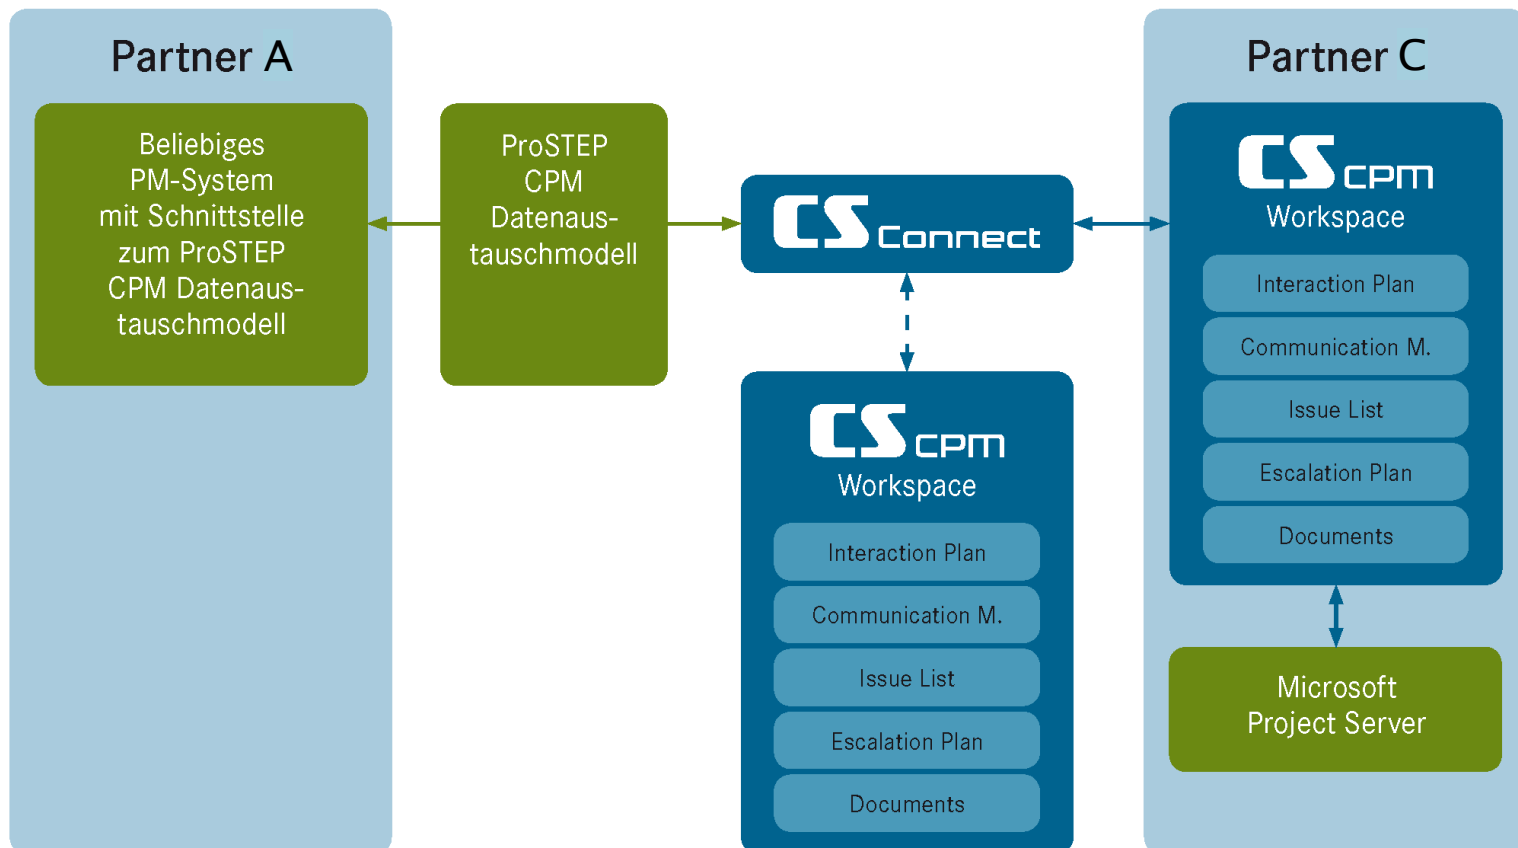 Partner A
Beliebiges
PM-System
mit Schnittstelle
zum ProSTEP
CPM Datenaus-
tauschmodell
ProSTEP
CPM
Datenaus-
tauschmodell
CS Connect
CS CPM
Workspace
Interaction Plan
Communication M.
Issue List
Escalation Plan
Documents
Partner C
CS CPM
Workspace
Interaction Plan
Communication M.
Issue List
Escalation Plan
Documents
Microsoft
Project Server